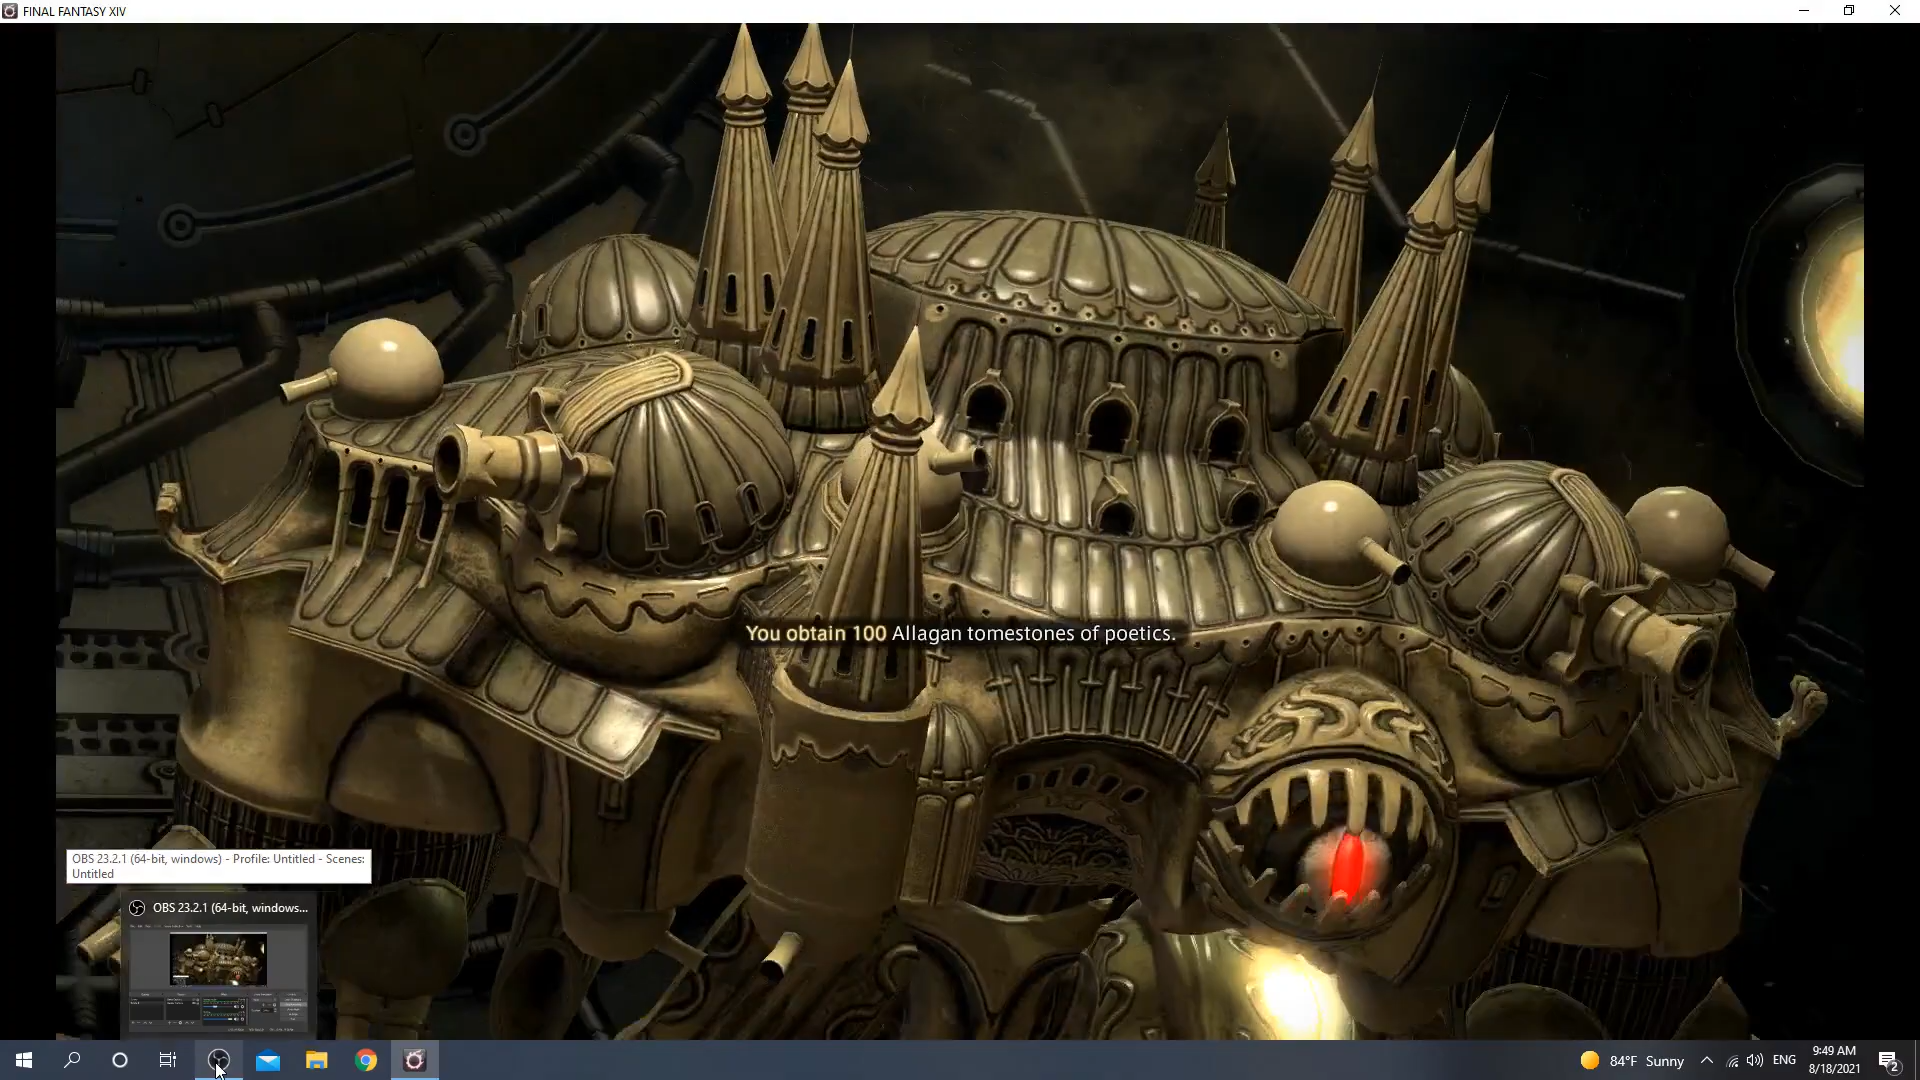 FINAL FANTASY XIV
You obtain 100 Allagan tomestones of poetics.
OBS 23.2.1 (64-bit, windows) - Profile: Untitled - Scenes:
Untitled
OBS 23.2.1 (64-bit, windows...
84°F Sunny
ENG
9:49 AM
8/18/2021
2